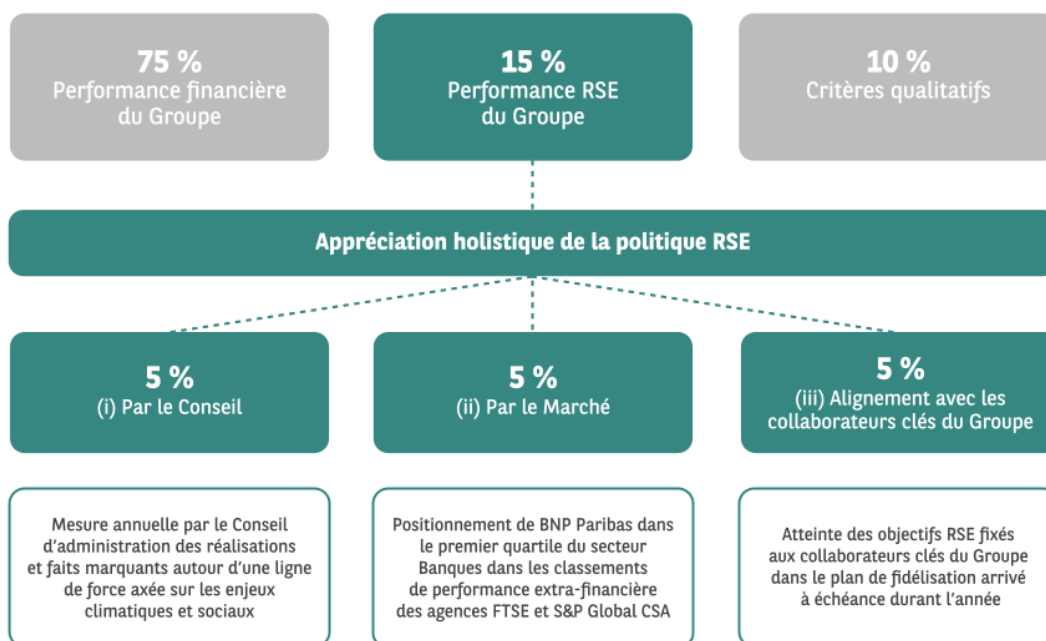 75 %
Performance financière
du Groupe
15 %
Performance RSE
du Groupe
10 %
Critères qualitatifs
Appréciation holistique de la politique RSE
5 %
(i) Par le Conseil
5 %
(ii) Par le Marché
5 %
(iii) Alignement avec les
collaborateurs clés du Groupe
Mesure annuelle par le Conseil
d’administration des réalisations
et faits marquants autour d’une ligne
de force axée sur les enjeux
climatiques et sociaux
Positionnement de BNP Paribas dans
le premier quartile du secteur
Banques dans les classements
de performance extra-financière
des agences FTSE et S&P Global CSA
Atteinte des objectifs RSE fixés
aux collaborateurs clés du Groupe
dans le plan de fidélisation arrivé
à échéance durant l’année